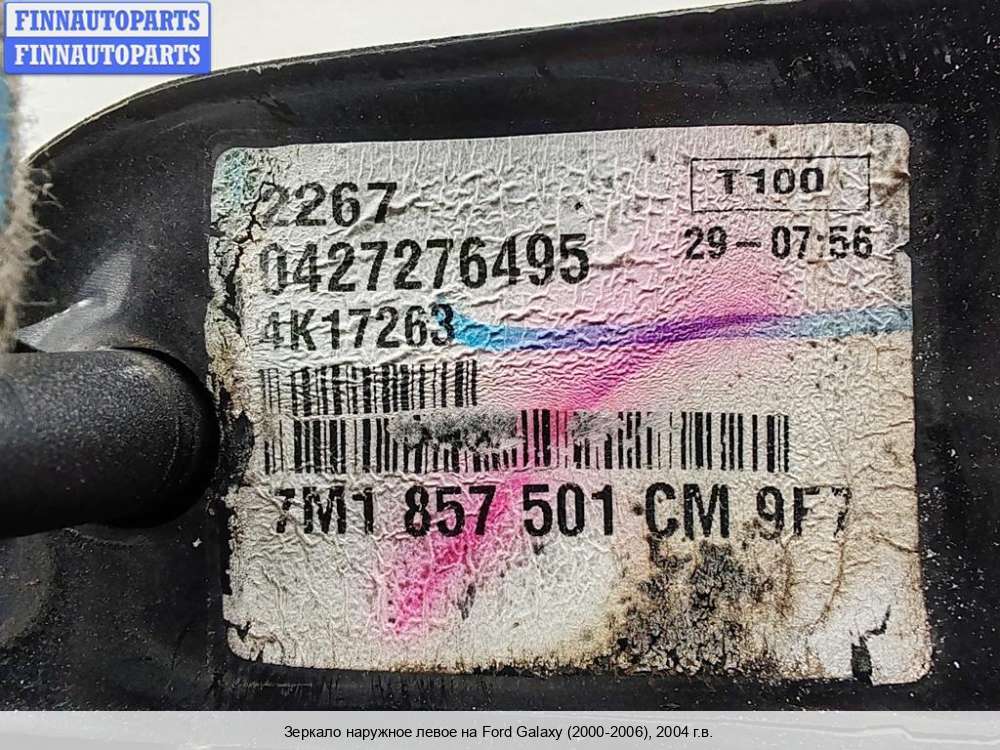 FINNAUTOPARTS
FINNAUTOPARTS
2267
T100
0427276495
29-07:56
4K17263
7M1 857 501 CM 9F7
Зеркало наружное левое на Ford Galaxy (2000-2006), 2004 г.в.